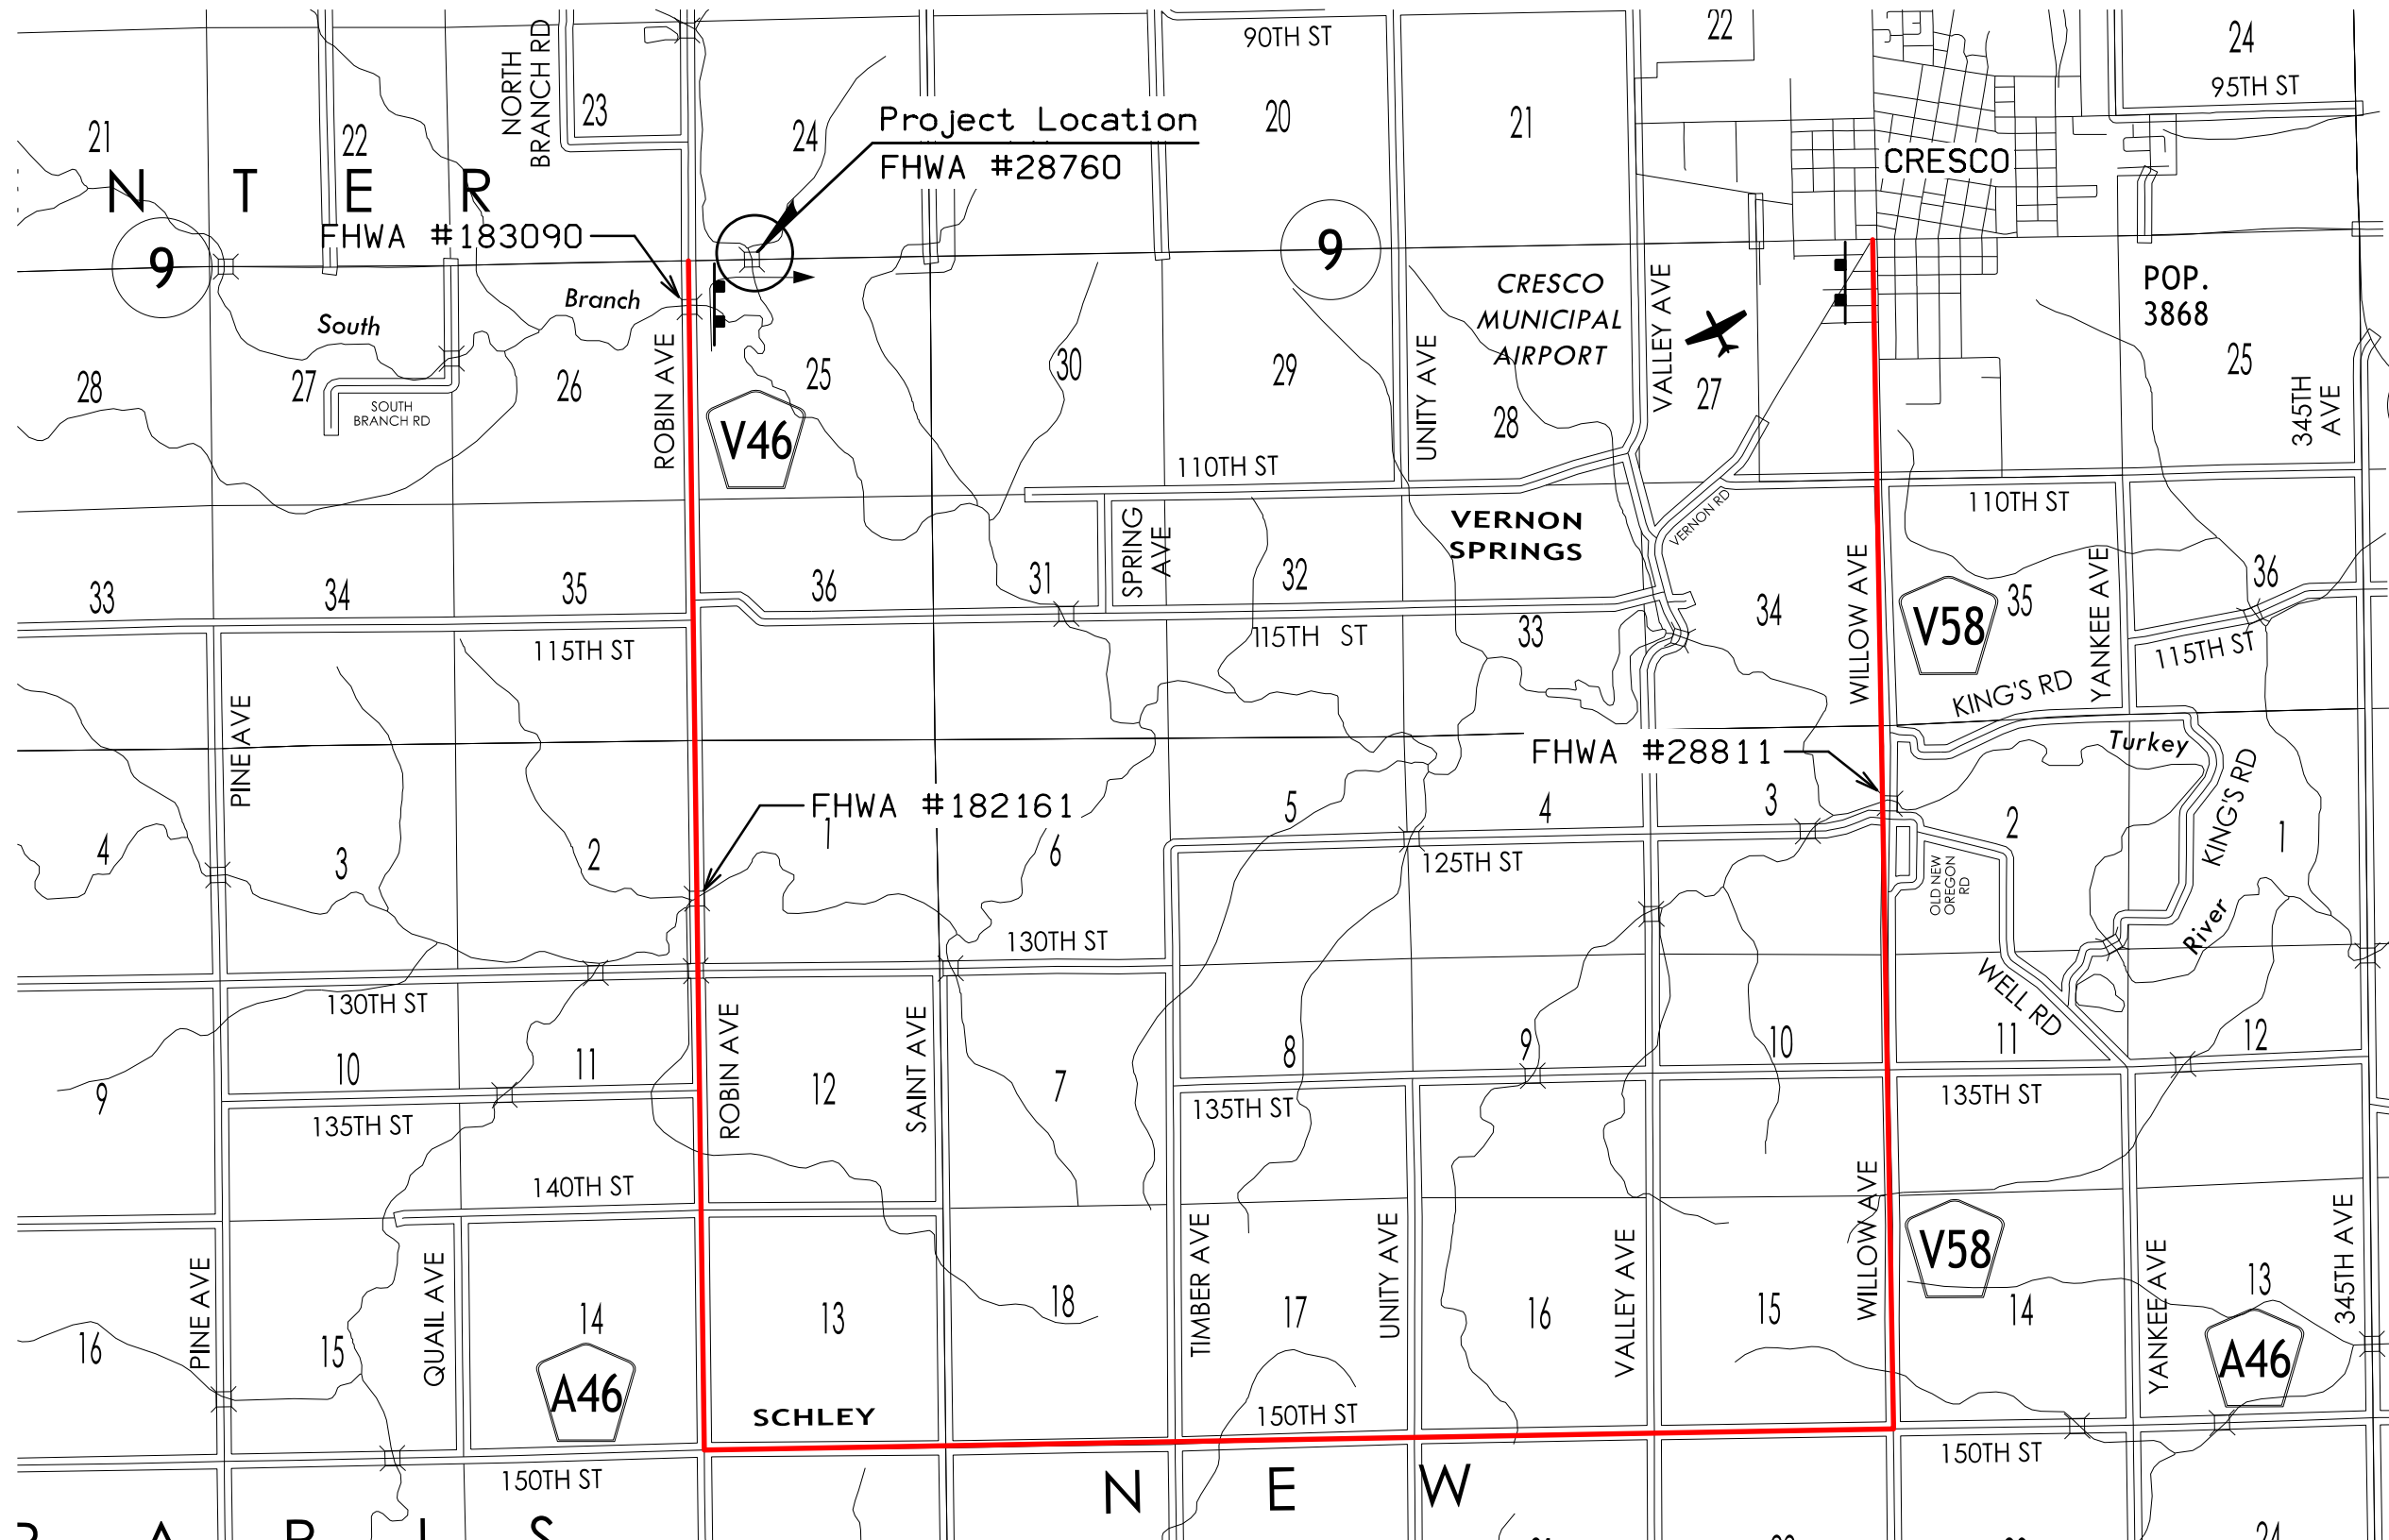 90TH ST
22
24
NORTH
BRANCH RD
23
95TH ST
21
22
24
Project Location
FHWA #28760
20
21
CRESCO
N T E R
FHWA #183090
9
9
CRESCO
MUNICIPAL
AIRPORT
VALLEY AVE
POP.
3868
South
Branch
28
27
SOUTH
BRANCH RD
26
ROBIN AVE
25
V46
30
29
UNITY AVE
28
27
25
345TH
AVE
110TH ST
110TH ST
VERNON RD
VERNON
SPRINGS
SPRING
AVE
33
34
35
36
31
32
33
34
WILLOW AVE
V58
35
YANKEE AVE
36
115TH ST
115TH ST
115TH ST
KING'S RD
PINE AVE
FHWA #28811
Turkey
KING'S RD
FHWA #182161
4
3
2
1
6
5
4
3
2
1
125TH ST
OLD NEW
OREGON
RD
River
130TH ST
130TH ST
WELL RD
9
10
11
ROBIN AVE
12
SAINT AVE
7
8
9
10
11
12
135TH ST
135TH ST
135TH ST
140TH ST
PINE AVE
QUAIL AVE
TIMBER AVE
UNITY AVE
VALLEY AVE
WILLOW AVE
V58
YANKEE AVE
345TH AVE
16
15
14
13
18
17
16
15
14
13
A46
A46
SCHLEY
150TH ST
150TH ST
150TH ST
N E W
A R I S
24